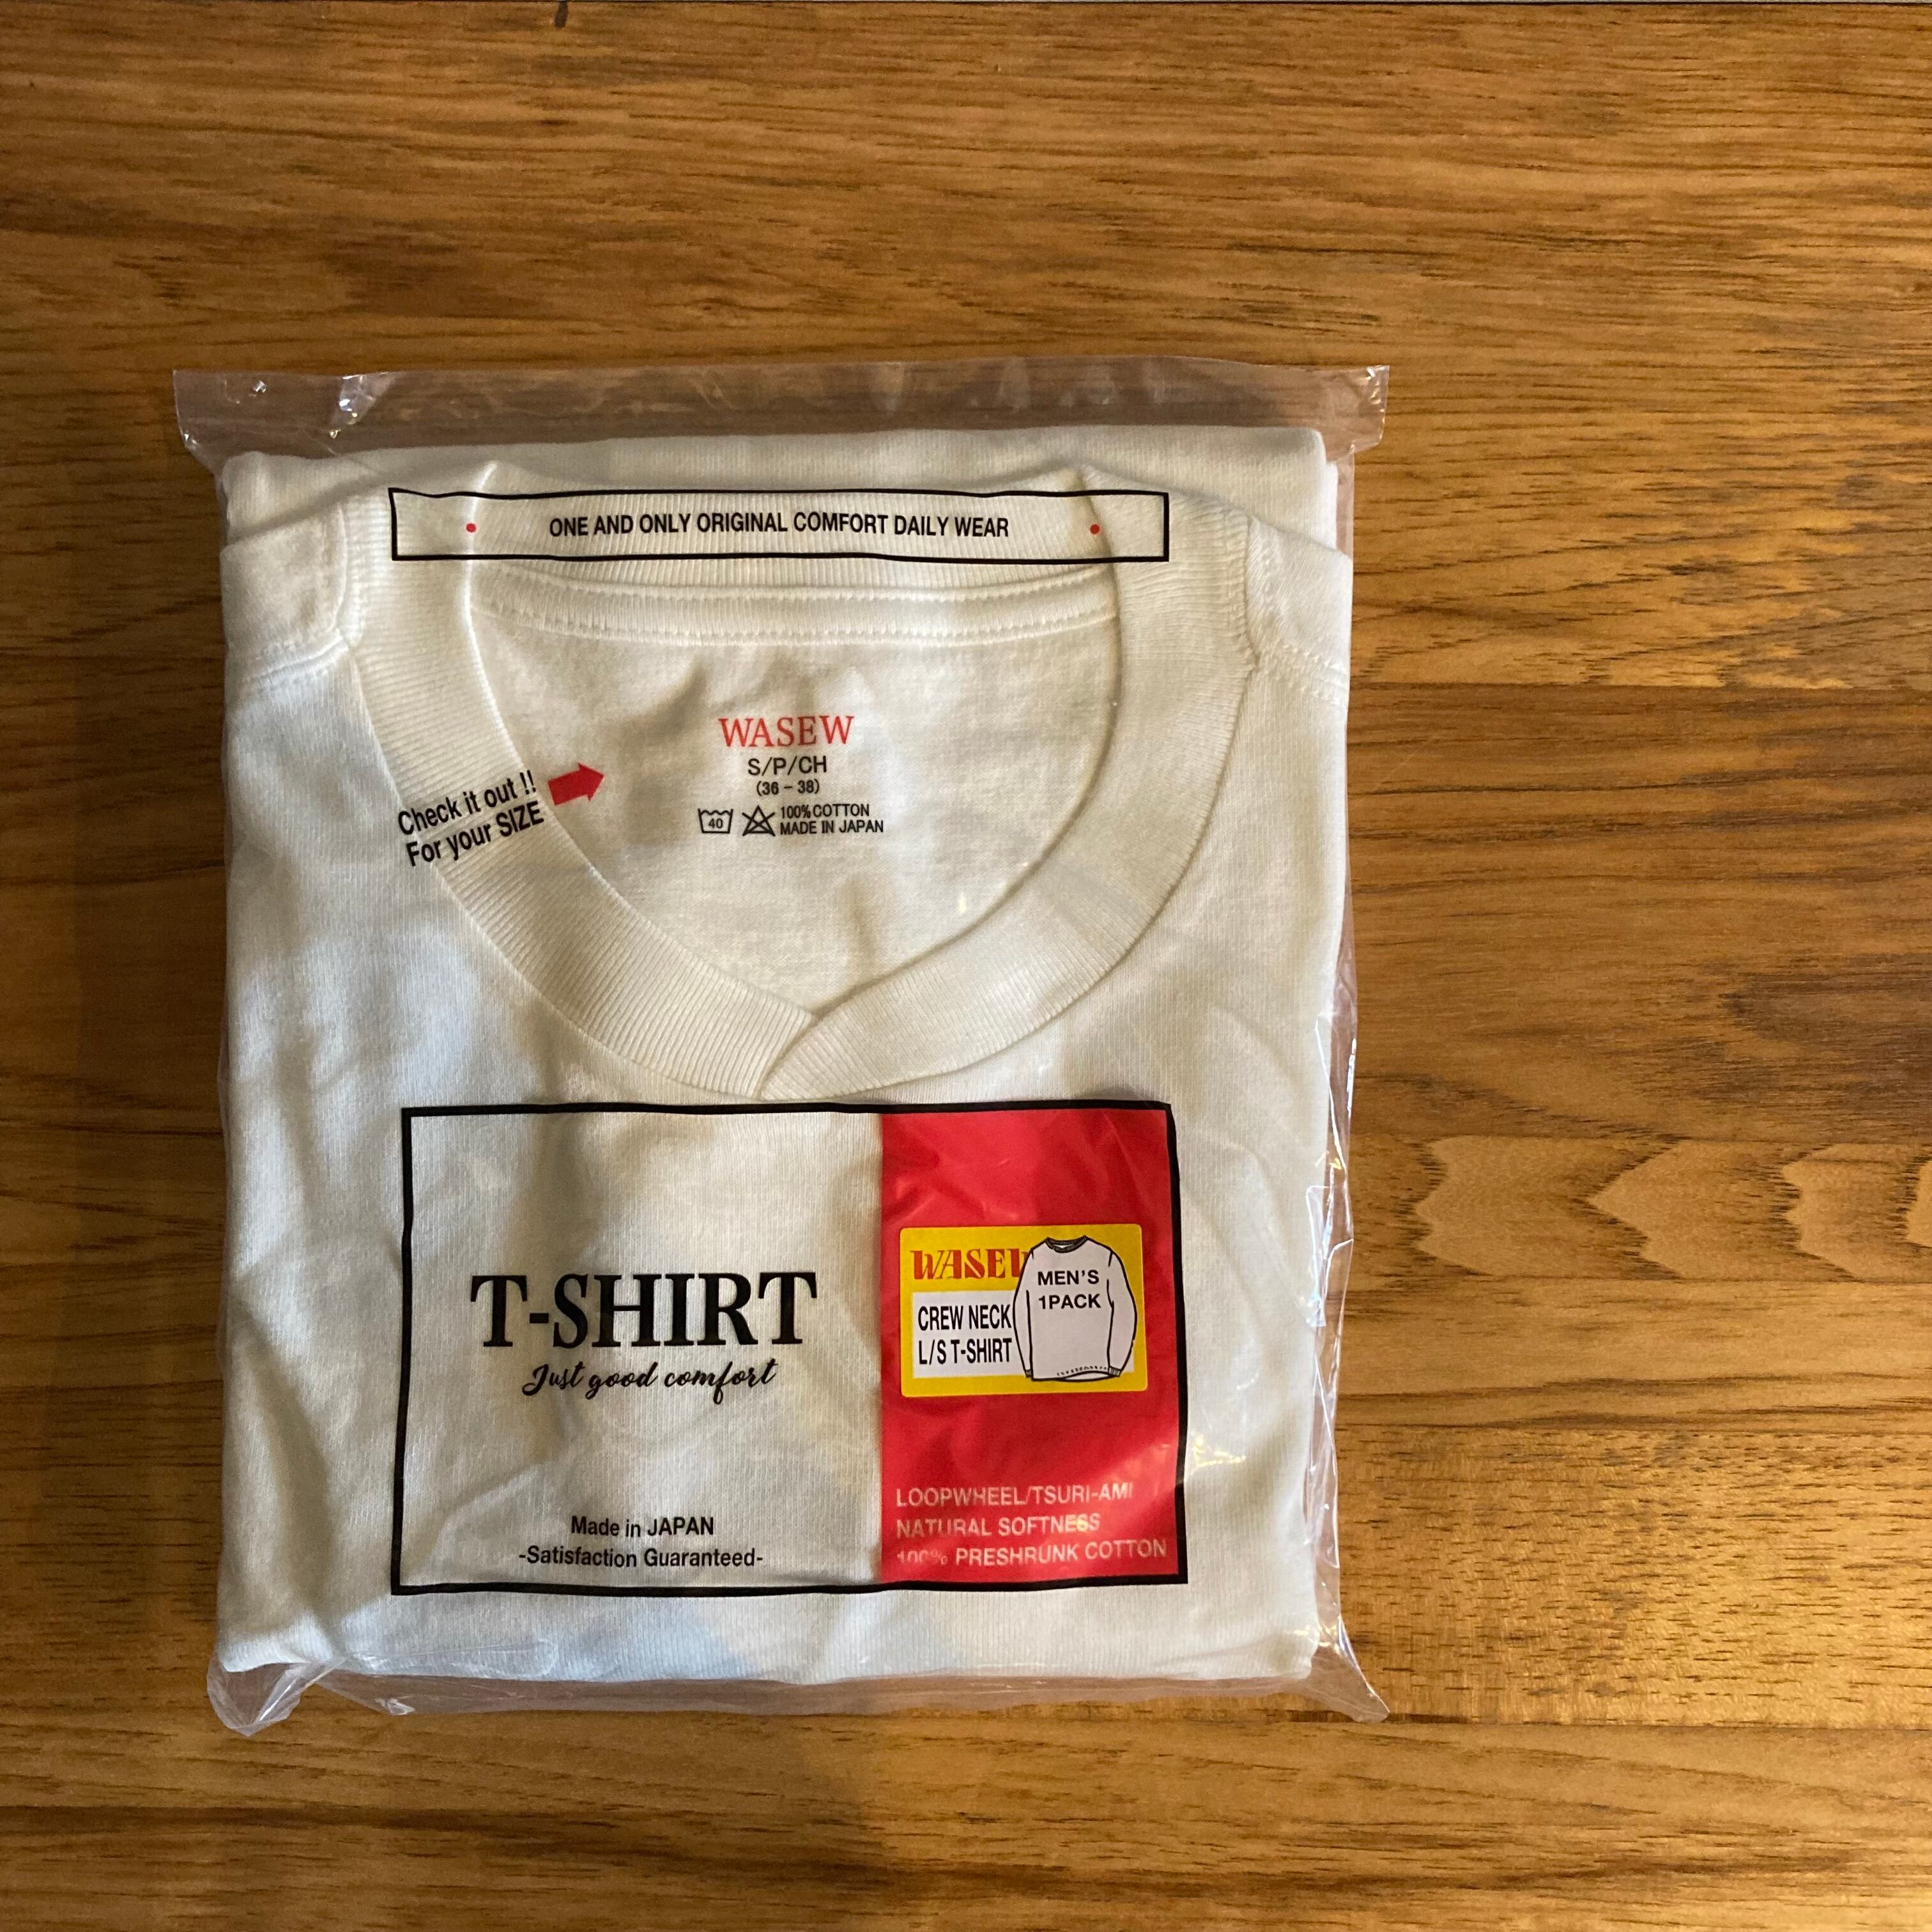 ONE AND ONLY ORIGINAL COMFORT DAILY WEAR
WASEW
S/P/CH
(36 – 38)
Check it out !!
For your SIZE
40
100% COTTON
MADE IN JAPAN
T-SHIRT
Just good comfort
Made in JAPAN
-Satisfaction Guaranteed-
WASEW
MEN'S
1PACK
CREW NECK
L/S T-SHIRT
LOOPWHEEL/TSURI-AMI
NATURAL SOFTNESS
100% PRESHRUNK COTTON